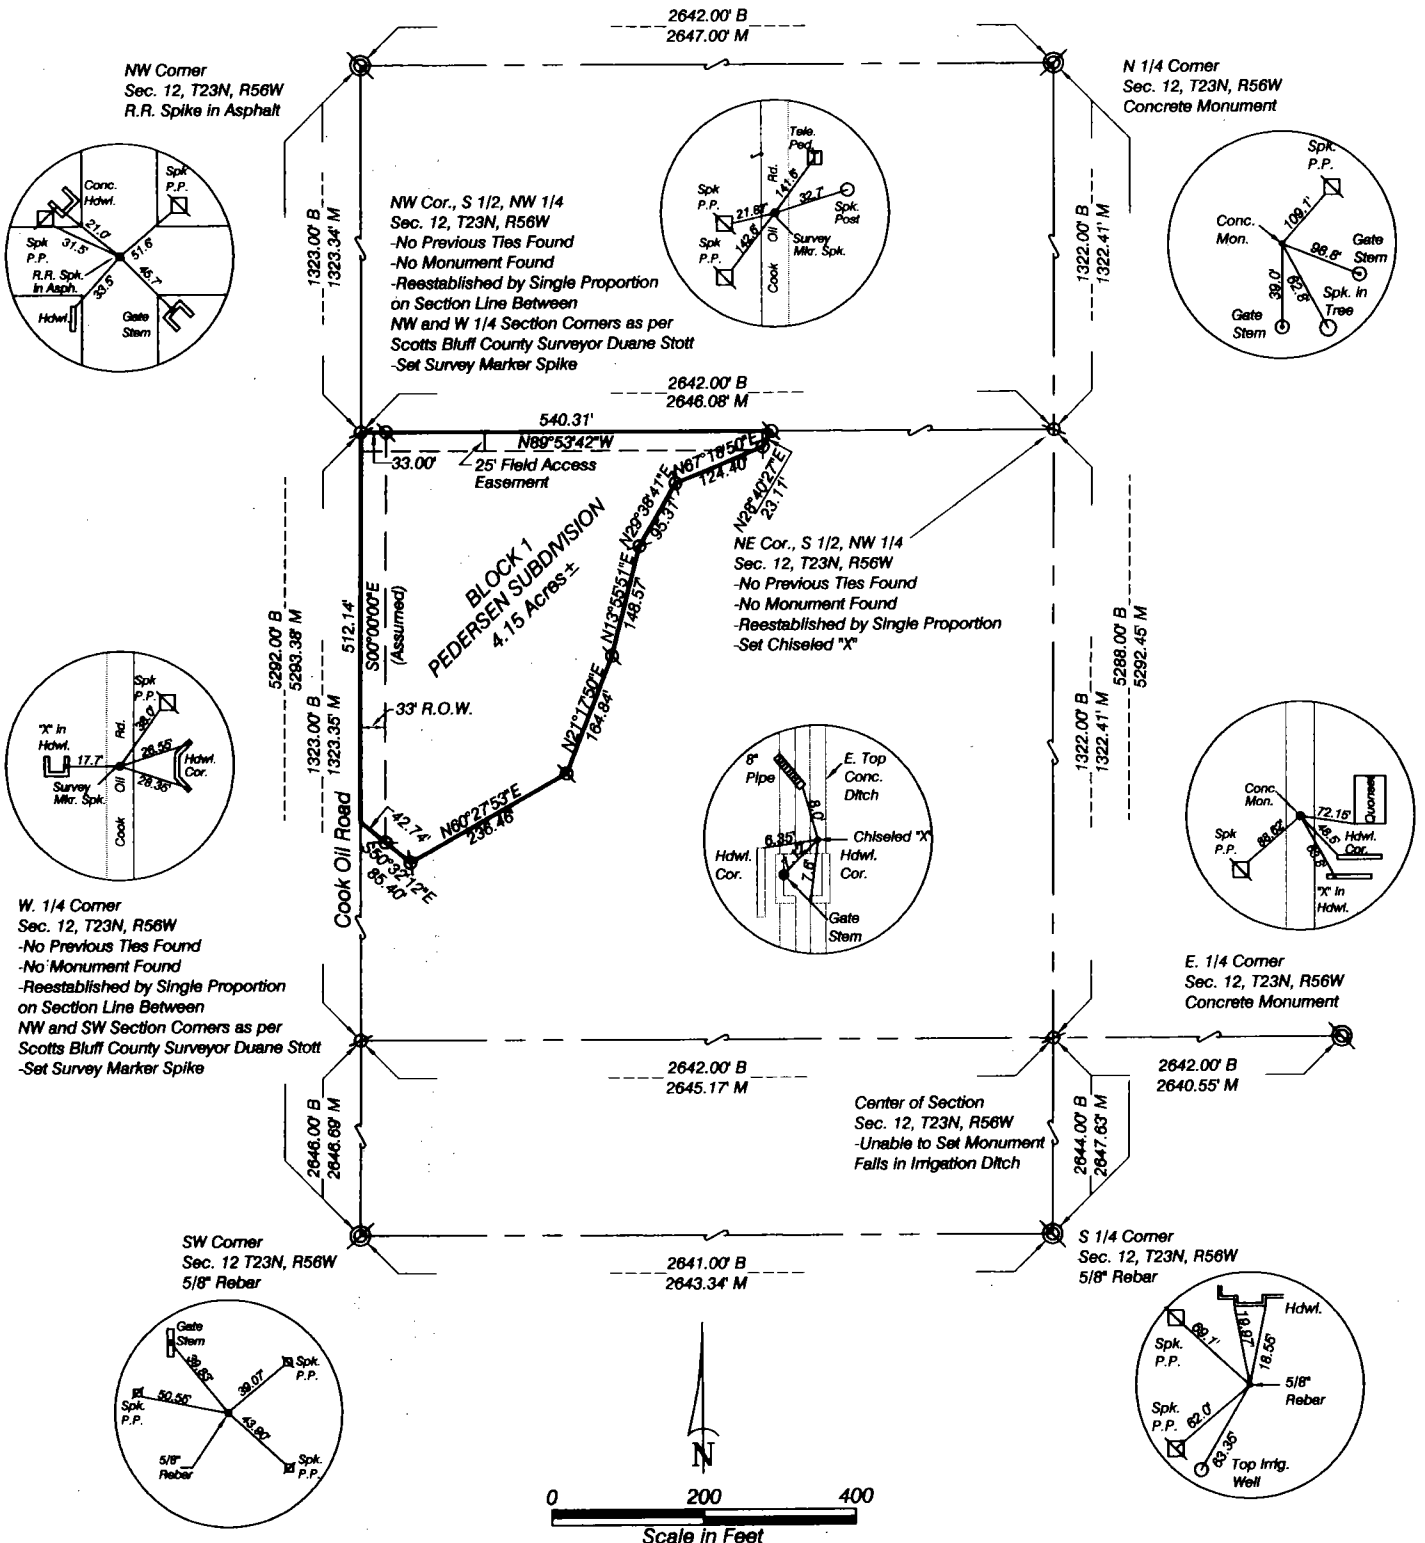 2642.00' B
2647.00' M
NW Corner
Sec. 12, T23N, R56W
R.R. Spike in Asphalt
N 1/4 Corner
Sec. 12, T23N, R56W
Concrete Monument
Conc.
Hdwl.
Spk
P.P.
21.0'
31.5'
51.6'
Spk
P.P.
R.R. Spk.
in Asph.
33.5'
45.7'
Hdwl.
Gate
Stem
1323.00' B
1323.34' M
NW Cor., S 1/2, NW 1/4
Sec. 12, T23N, R56W
-No Previous Ties Found
-No Monument Found
-Reestablished by Single Proportion
on Section Line Between
NW and W 1/4 Section Corners as per
Scotts Bluff County Surveyor Duane Stott
-Set Survey Marker Spike
Tele.
Ped.
Rd.
141.6'
Spk
P.P.
32.7'
21.87'
Spk.
Post
Spk
P.P.
142.6'
Oil
Survey
Mkr. Spk.
Cook
1322.00' B
1322.41' M
Spk.
P.P.
109.1'
Conc.
Mon.
98.8'
Gate
Stem
39.0'
62.8'
Spk. in
Tree
Gate
Stem
2642.00' B
2646.08' M
540.31'
N89°53'42"W
33.00'
25' Field Access
Easement
N67°18'50"E
124.40'
N28°40'27"E
23.11'
N29°38'41"E
95.31'
BLOCK 1
PEDERSEN SUBDIVISION
4.15 Acres±
N13°55'51"E
148.57'
NE Cor., S 1/2, NW 1/4
Sec. 12, T23N, R56W
-No Previous Ties Found
-No Monument Found
-Reestablished by Single Proportion
-Set Chiseled "X"
5292.00' B
5293.38' M
512.14'
S00°00'00"E
(Assumed)
1323.00' B
1323.35' M
33' R.O.W.
N21°17'50"E
164.84'
5288.00' B
5292.45' M
1322.00' B
1322.41' M
Spk
P.P.
Rd.
38.0'
"X" in
Hdwl.
17.7'
26.55'
28.35'
Hdwl.
Cor.
Survey
Mkr. Spk.
Oil
Cook
Cook Oil Road
42.74'
S50°32'12"E
85.40'
N60°27'53"E
236.46'
8"
Pipe
E. Top
Conc.
Ditch
8.0'
6.35'
Chiseled "X"
Hdwl.
Cor.
7.6'
Hdwl.
Cor.
Gate
Stem
Conc.
Mon.
72.15'
Quonset
Spk
P.P.
88.62'
48.5'
Hdwl.
Cor.
"X" in
Hdwl.
W. 1/4 Corner
Sec. 12, T23N, R56W
-No Previous Ties Found
-No Monument Found
-Reestablished by Single Proportion
on Section Line Between
NW and SW Section Corners as per
Scotts Bluff County Surveyor Duane Stott
-Set Survey Marker Spike
E. 1/4 Corner
Sec. 12, T23N, R56W
Concrete Monument
2642.00' B
2645.17' M
2642.00' B
2640.55' M
2646.00' B
2646.69' M
Center of Section
Sec. 12, T23N, R56W
-Unable to Set Monument
Falls in Irrigation Ditch
2644.00' B
2647.63' M
SW Corner
Sec. 12 T23N, R56W
5/8" Rebar
2641.00' B
2643.34' M
S 1/4 Corner
Sec. 12, T23N, R56W
5/8" Rebar
Gate
Stem
39.83'
39.07'
Spk.
P.P.
50.55'
Spk.
P.P.
43.80'
5/8"
Rebar
Spk.
P.P.
Hdwl.
69.1'
19.97'
18.55'
Spk.
P.P.
5/8"
Rebar
Spk.
P.P.
62.0'
63.35'
Top Irrig.
Well
N
0 200 400
Scale in Feet